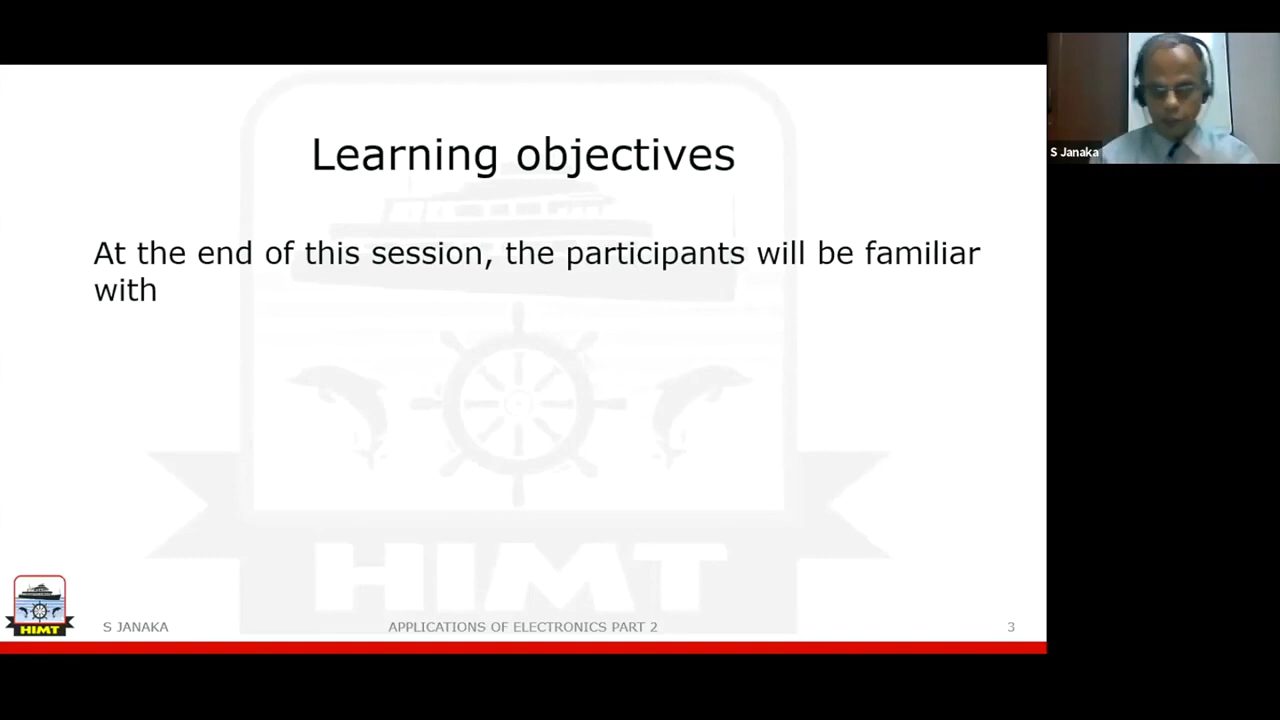 Learning objectives
At the end of this session, the participants will be familiar
with
HIMT
S JANAKA
APPLICATIONS OF ELECTRONICS PART 2
3
HIMT
S Janaka